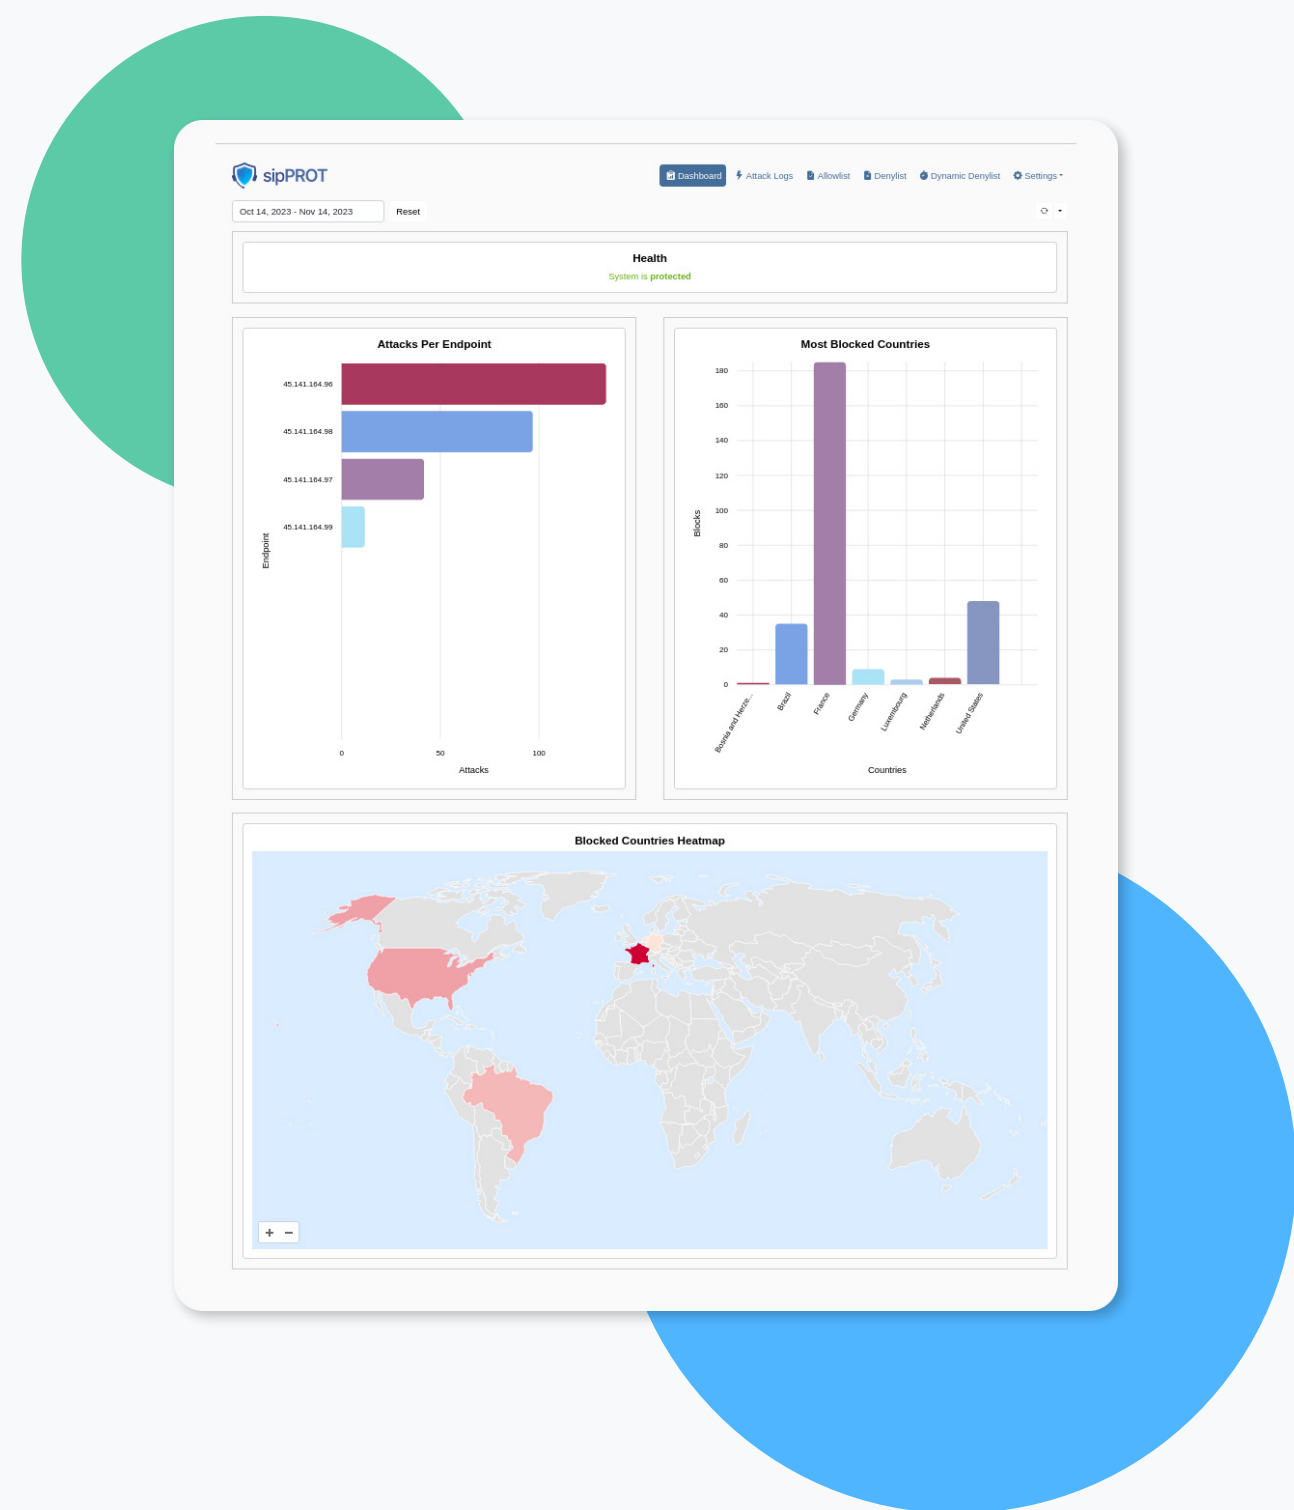 sipPROT
Dashboard Attack Logs Allowlist Denylist Dynamic Denylist Settings
Oct 14, 2023 - Nov 14, 2023 Reset
Health
System is protected
Attacks Per Endpoint
45.141.164.96
45.141.164.98
45.141.164.97
45.141.164.99
Endpoint
0 50 100
Attacks
Most Blocked Countries
180
160
140
120
100
80
60
40
20
0
Blocks
Bosnia and Herze...
Brazil
France
Germany
Luxembourg
Netherlands
United States
Countries
Blocked Countries Heatmap
+ −